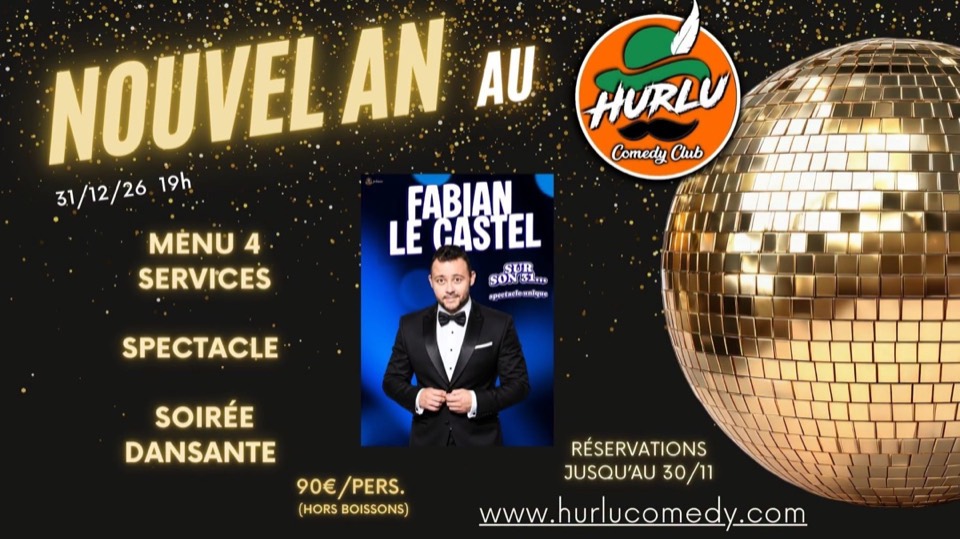 NOUVEL AN AU
HURLU
Comedy Club
31/12/26 19h
MENU 4
SERVICES
SPECTACLE
SOIRÉE
DANSANTE
FABIAN
LE CASTEL
SUR
SON 31...
spectacle unique
90€/PERS.
(HORS BOISSONS)
RÉSERVATIONS
JUSQU'AU 30/11
www.hurlucomedy.com